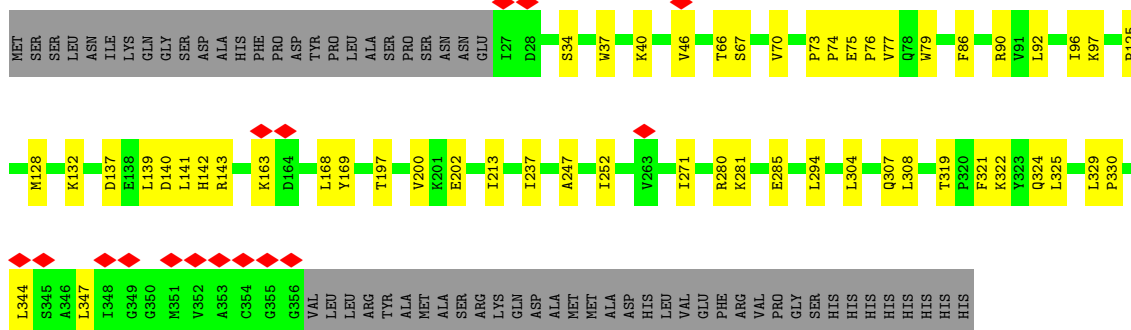 MET SER SER LEU ASN ILE LYS GLN GLY SER ASP ALA HIS PHE PRO ASP TYR PRO LEU ALA SER PRO SER ASN ASN GLU I27 D28 S34 W37 K40 V46 T66 S67 V70 P73 P74 E75 P76 V77 Q78 W79 F86 R90 V91 L92 I96 K97
M128 K132 D137 E138 L139 D140 L141 H142 R143 K163 D164 L168 Y169 T197 V200 K201 E202 I213 I237 A247 I252 V263 I271 R280 K281 E285 L294 L304 Q307 L308 T319 P320 F321 K322 Y323 Q324 L325 L329 P330
L344 S345 A346 L347 I348 G349 G350 M351 V352 A353 C354 G355 G356 VAL LEU LEU ARG TYR ALA MET ALA SER ARG LYS GLN ASP ALA MET MET ALA ASP HIS LEU VAL GLU PHE ARG VAL PRO GLY SER HIS HIS HIS HIS HIS HIS HIS HIS HIS HIS HIS HIS